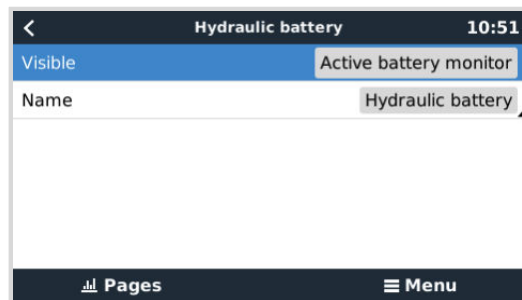 Hydraulic battery 10:51
Visible Active battery monitor
Name Hydraulic battery
Pages Menu